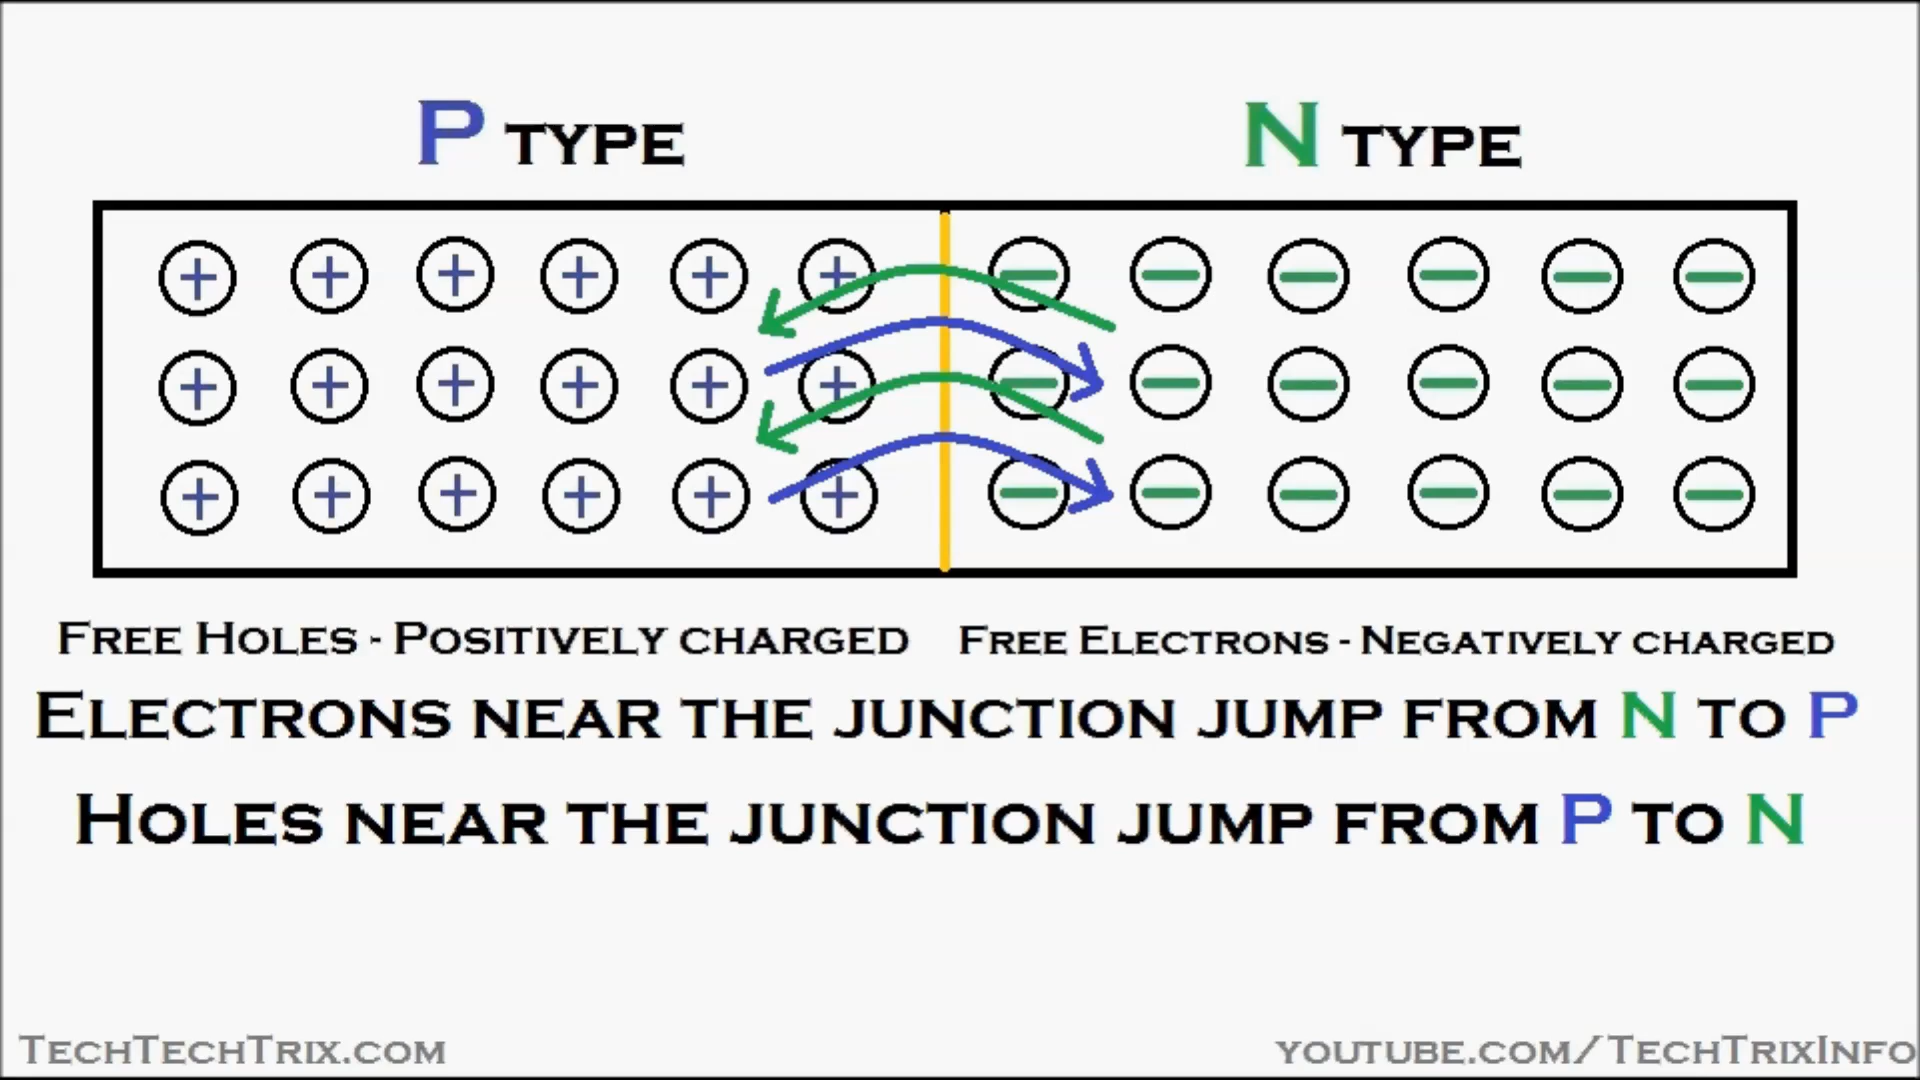 P TYPE
N TYPE
FREE HOLES - POSITIVELY CHARGED
FREE ELECTRONS - NEGATIVELY CHARGED
ELECTRONS NEAR THE JUNCTION JUMP FROM N TO P
HOLES NEAR THE JUNCTION JUMP FROM P TO N
TECHTECHTRIX.COM
YOUTUBE.COM/TECHTRIXINFO